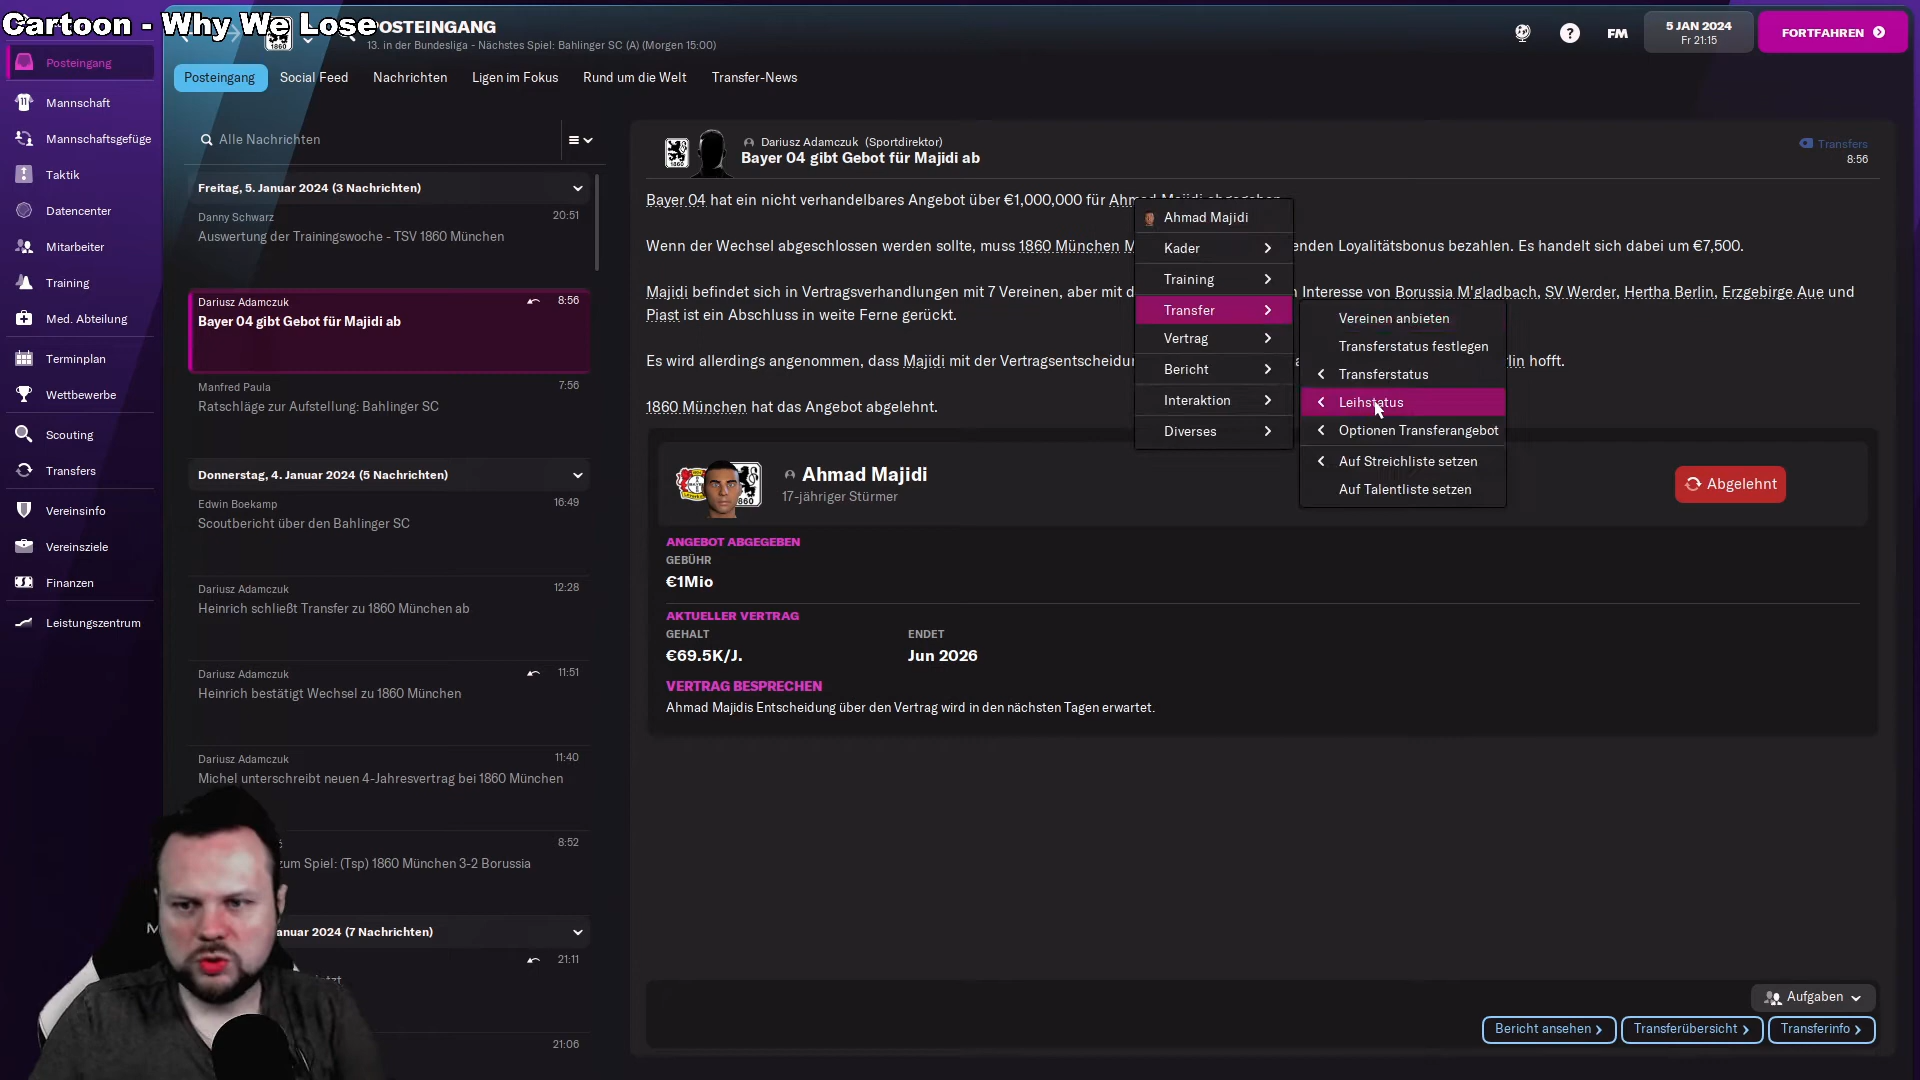 Cartoon - Why We Lose
POSTEINGANG
13. in der Bundesliga - Nächstes Spiel: Bahlinger SC (A) (Morgen 15:00)
FM
5 JAN 2024
Fr 21:15
FORTFAHREN
Posteingang
Mannschaft
Mannschaftsgefüge
Taktik
Datencenter
Mitarbeiter
Training
Med. Abteilung
Terminplan
Wettbewerbe
Scouting
Transfers
Vereinsinfo
Vereinsziele
Finanzen
Leistungszentrum
Posteingang
Social Feed
Nachrichten
Ligen im Fokus
Rund um die Welt
Transfer-News
Alle Nachrichten
Freitag, 5. Januar 2024 (3 Nachrichten)
Danny Schwarz 20:51
Auswertung der Trainingswoche - TSV 1860 München
Dariusz Adamczuk 8:56
Bayer 04 gibt Gebot für Majidi ab
Manfred Paula 7:56
Ratschläge zur Aufstellung: Bahlinger SC
Donnerstag, 4. Januar 2024 (5 Nachrichten)
Edwin Boekamp 16:49
Scoutbericht über den Bahlinger SC
Dariusz Adamczuk 12:28
Heinrich schließt Transfer zu 1860 München ab
Dariusz Adamczuk 11:51
Heinrich bestätigt Wechsel zu 1860 München
Dariusz Adamczuk 11:40
Michel unterschreibt neuen 4-Jahresvertrag bei 1860 München
8:52
zum Spiel: (Tsp) 1860 München 3-2 Borussia
anuar 2024 (7 Nachrichten)
21:11
21:06
Dariusz Adamczuk (Sportdirektor)
Bayer 04 gibt Gebot für Majidi ab
Transfers
8:56
Bayer 04 hat ein nicht verhandelbares Angebot über €1,000,000 für Ahmad Majidi abgegeben.
Wenn der Wechsel abgeschlossen werden sollte, muss 1860 München M enden Loyalitätsbonus bezahlen. Es handelt sich dabei um €7,500.
Majidi befindet sich in Vertragsverhandlungen mit 7 Vereinen, aber mit d n Interesse von Borussia M'gladbach, SV Werder, Hertha Berlin, Erzgebirge Aue und
Piast ist ein Abschluss in weite Ferne gerückt.
Es wird allerdings angenommen, dass Majidi mit der Vertragsentscheidu lin hofft.
1860 München hat das Angebot abgelehnt.
Ahmad Majidi
Kader
Training
Transfer
Vertrag
Bericht
Interaktion
Diverses
Vereinen anbieten
Transferstatus festlegen
Transferstatus
Leihstatus
Optionen Transferangebot
Auf Streichliste setzen
Auf Talentliste setzen
Ahmad Majidi
17-jähriger Stürmer
Abgelehnt
ANGEBOT ABGEGEBEN
GEBÜHR
€1Mio
AKTUELLER VERTRAG
GEHALT ENDET
€69.5K/J. Jun 2026
VERTRAG BESPRECHEN
Ahmad Majidis Entscheidung über den Vertrag wird in den nächsten Tagen erwartet.
Aufgaben
Bericht ansehen
Transferübersicht
Transferinfo